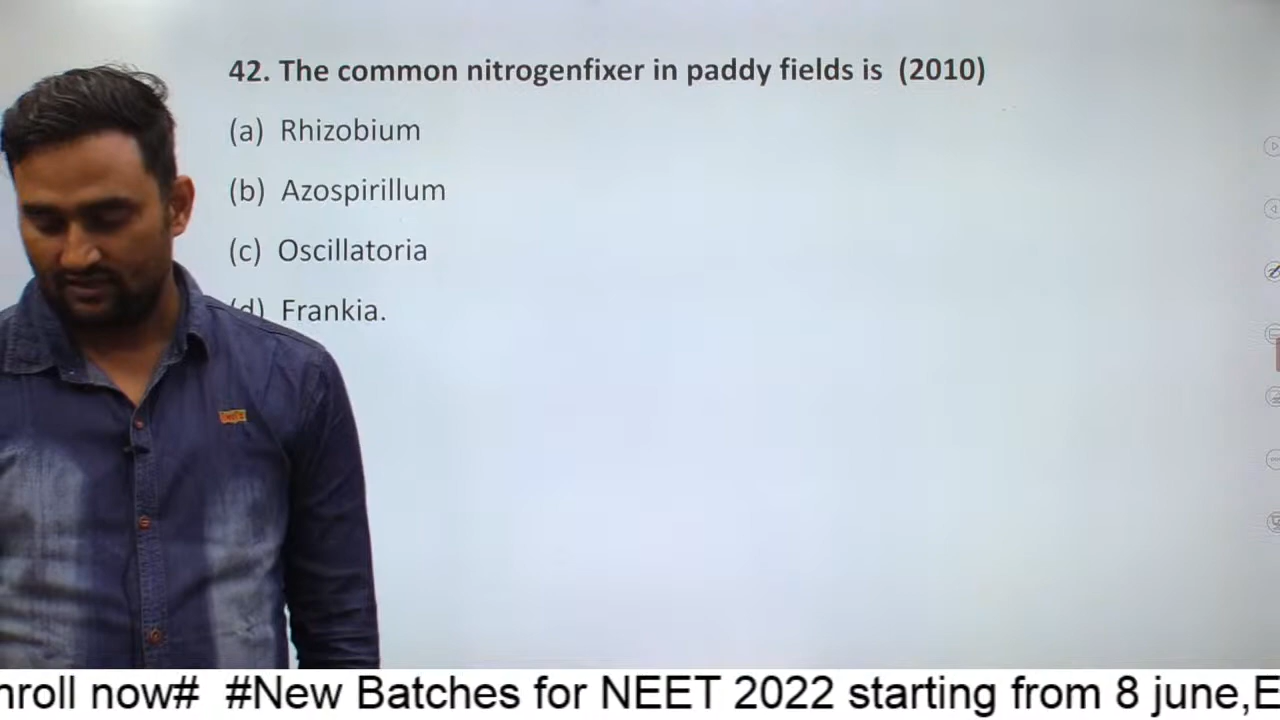 42. The common nitrogenfixer in paddy fields is (2010)
(a) Rhizobium
(b) Azospirillum
(c) Oscillatoria
(d) Frankia.
nroll now# #New Batches for NEET 2022 starting from 8 june,E